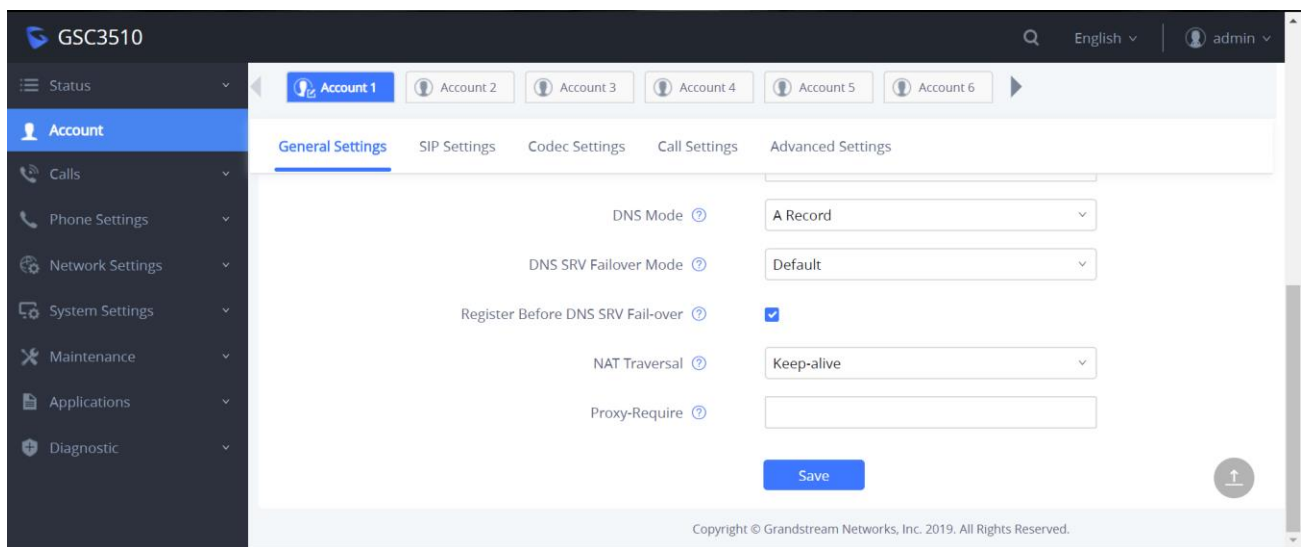 GSC3510
English
admin
Status
Account
Calls
Phone Settings
Network Settings
System Settings
Maintenance
Applications
Diagnostic
Account 1 Account 2 Account 3 Account 4 Account 5 Account 6
General Settings SIP Settings Codec Settings Call Settings Advanced Settings
DNS Mode A Record
DNS SRV Failover Mode Default
Register Before DNS SRV Fail-over
NAT Traversal Keep-alive
Proxy-Require
Save
Copyright © Grandstream Networks, Inc. 2019. All Rights Reserved.